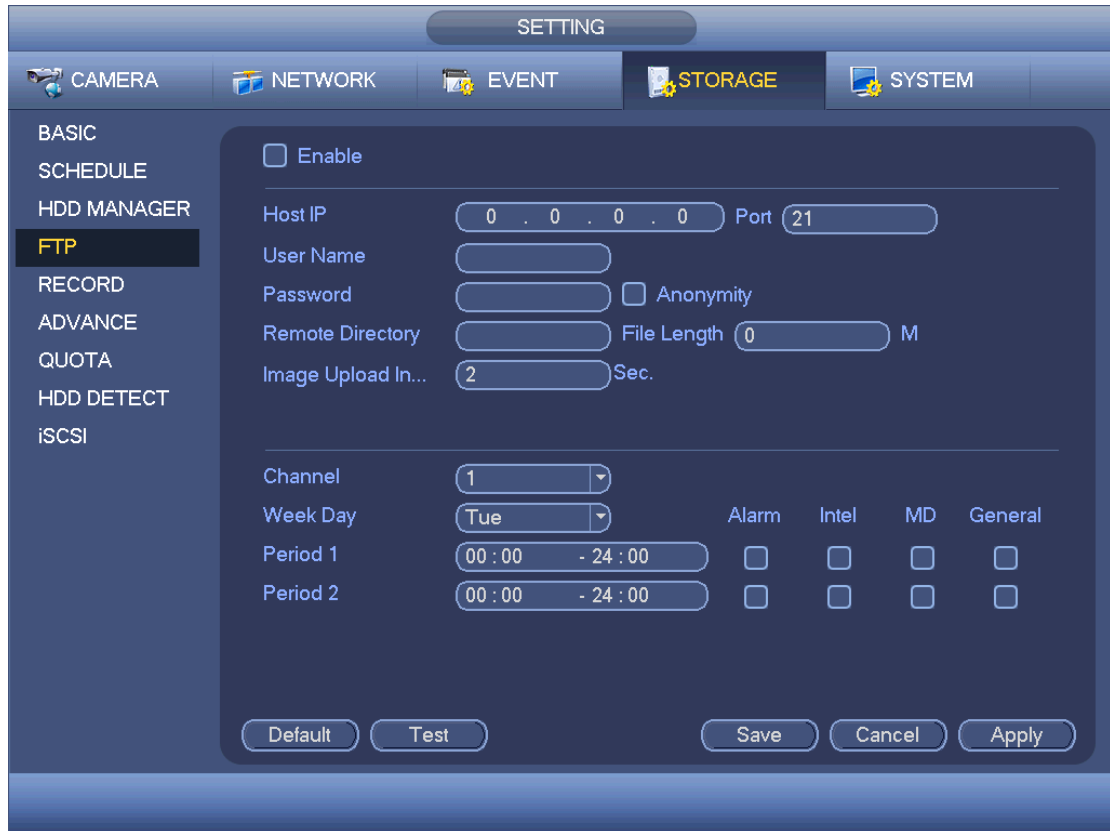 SETTING
CAMERA NETWORK EVENT STORAGE SYSTEM
BASIC
SCHEDULE
HDD MANAGER
FTP
RECORD
ADVANCE
QUOTA
HDD DETECT
iSCSI
Enable
Host IP 0 . 0 . 0 . 0 Port 21
User Name
Password Anonymity
Remote Directory File Length 0 M
Image Upload In... 2 Sec.
Channel 1
Week Day Tue Alarm Intel MD General
Period 1 00 : 00 - 24 : 00
Period 2 00 : 00 - 24 : 00
Default Test Save Cancel Apply